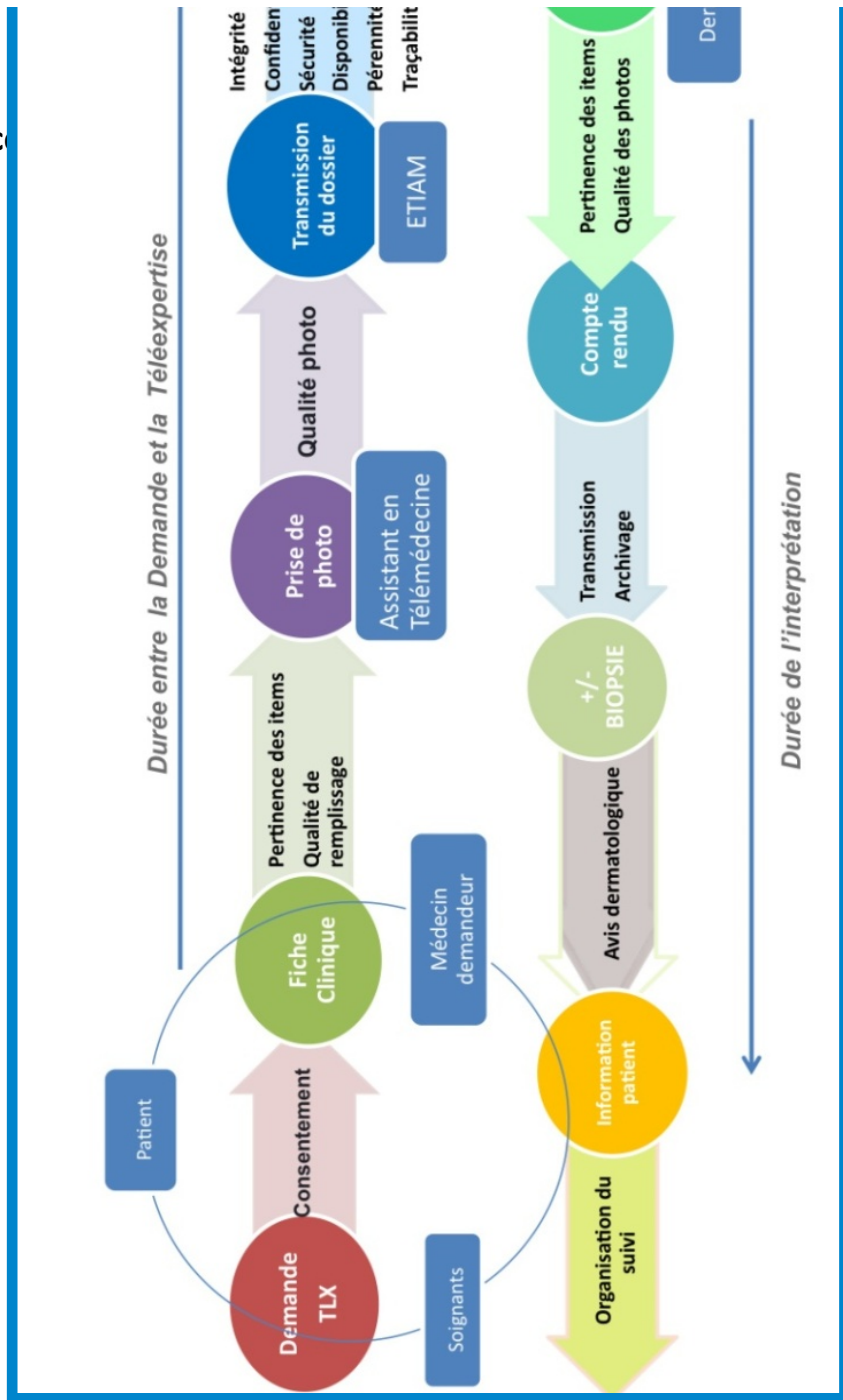 Durée entre la Demande et la Téléexpertise
Patient
Demande
TLX
Consentement
Fiche
Clinique
Pertinence des items
Qualité de
remplissage
Prise de
photo
Qualité photo
Transmission
du dossier
Intégrité
Confiden
Sécurité
Disponibi
Pérennité
Traçabilit
Soignants
Médecin
demandeur
Assistant en
Télémédecine
ETIAM
Der
Pertinence des items
Qualité des photos
Compte
rendu
Transmission
Archivage
+/-
BIOPSIE
Avis dermatologique
Information
patient
Organisation du
suivi
Durée de l'interprétation